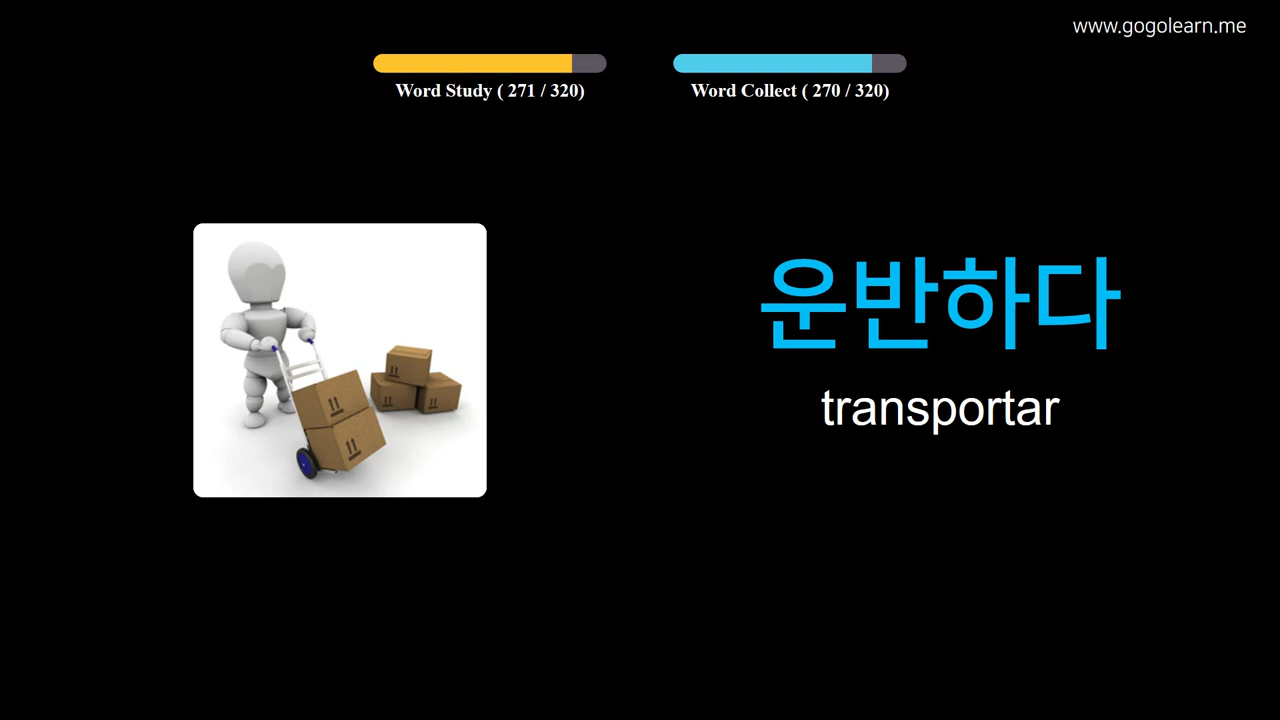 www.gogolearn.me
Word Study ( 271 / 320)
Word Collect ( 270 / 320)
운반하다
transportar